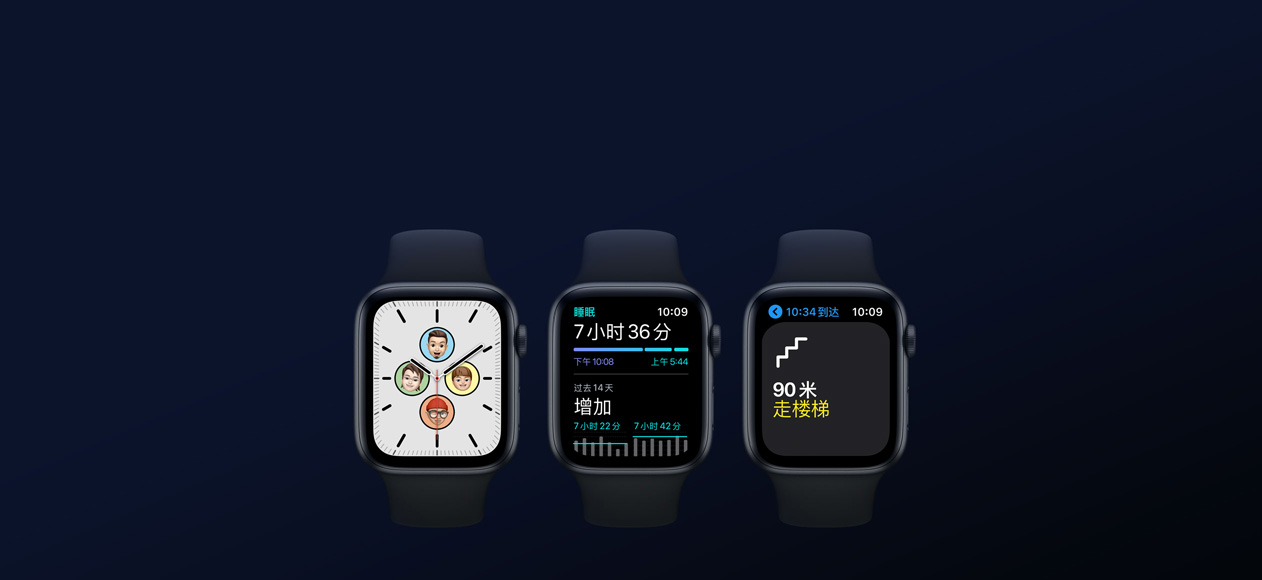 睡眠 10:09
7小时36分
下午10:08 上午5:44
过去14天
增加
7小时22分 7小时42分
10:34到达 10:09
90米
走楼梯